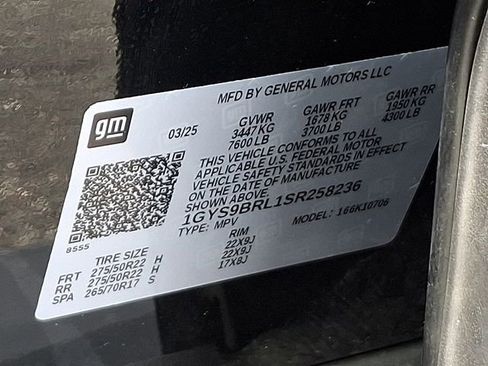 MFD BY GENERAL MOTORS LLC
gm
03/25
GVWR GAWR FRT GAWR RR
3447 KG 1678 KG 1950 KG
7600 LB 3700 LB 4300 LB
THIS VEHICLE CONFORMS TO ALL
APPLICABLE U.S. FEDERAL MOTOR
VEHICLE SAFETY STANDARDS IN EFFECT
ON THE DATE OF MANUFACTURE
SHOWN ABOVE.
1GYS9BRL1SR258236
TYPE: MPV MODEL: 166K10706
8555
TIRE SIZE RIM
FRT 275/50R22 H 22X9J
RR 275/50R22 H 22X9J
SPA 265/70R17 S 17X8J